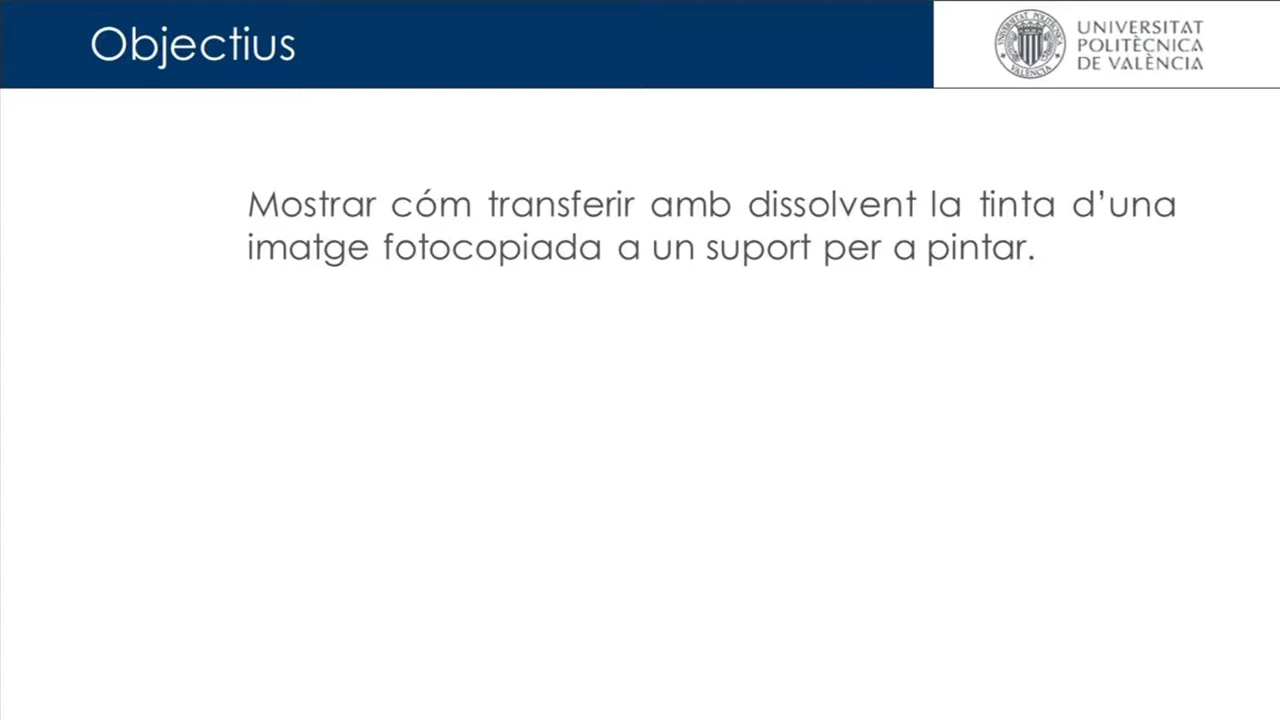 Objectius
UNIVERSITAT
POLITÈCNICA
DE VALÈNCIA
Mostrar cóm transferir amb dissolvent la tinta d’una
imatge fotocopiada a un suport per a pintar.